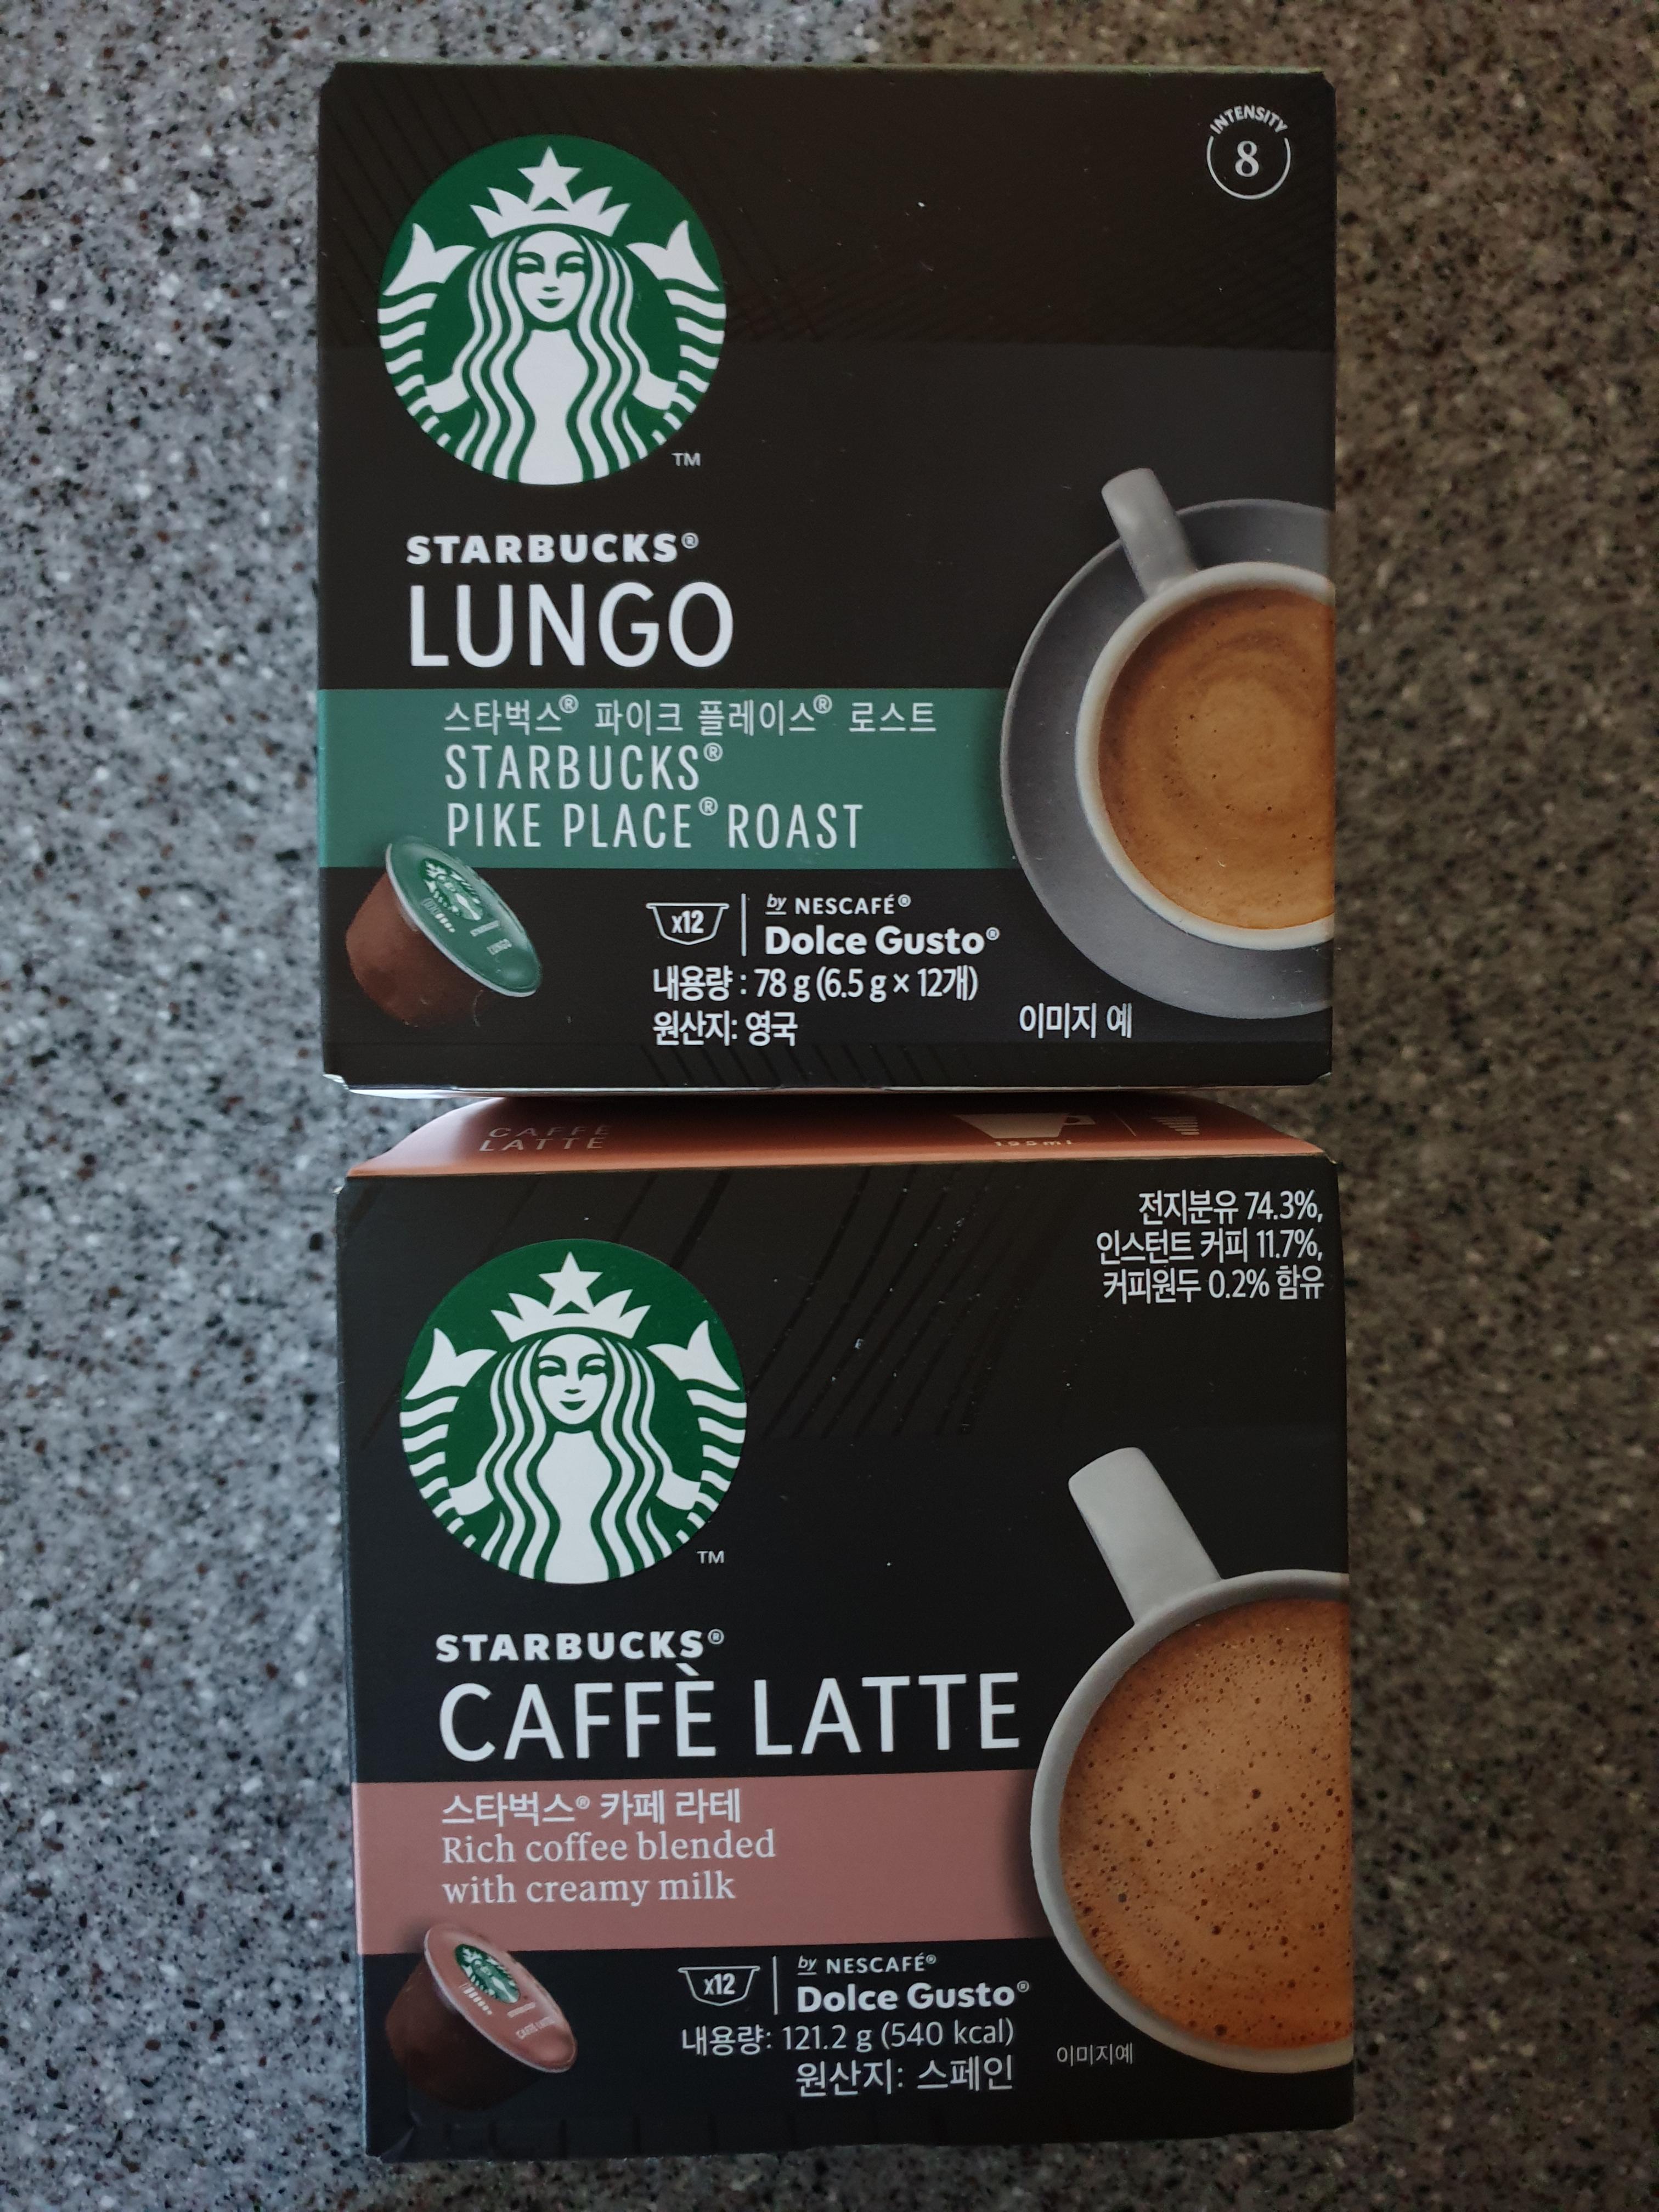 INTENSITY
8
TM
STARBUCKS®
LUNGO
스타벅스® 파이크 플레이스® 로스트
STARBUCKS®
PIKE PLACE® ROAST
x12
by NESCAFÉ®
Dolce Gusto®
내용량 : 78 g (6.5 g × 12개)
원산지: 영국
이미지 예
LUNGO
CAFFÈ
LATTE
전지분유 74.3%,
인스턴트 커피 11.7%,
커피원두 0.2% 함유
TM
STARBUCKS®
CAFFÈ LATTE
스타벅스® 카페 라테
Rich coffee blended
with creamy milk
x12
by NESCAFÉ®
Dolce Gusto®
내용량: 121.2 g (540 kcal)
원산지: 스페인
이미지예
CAFFÈ LATTE